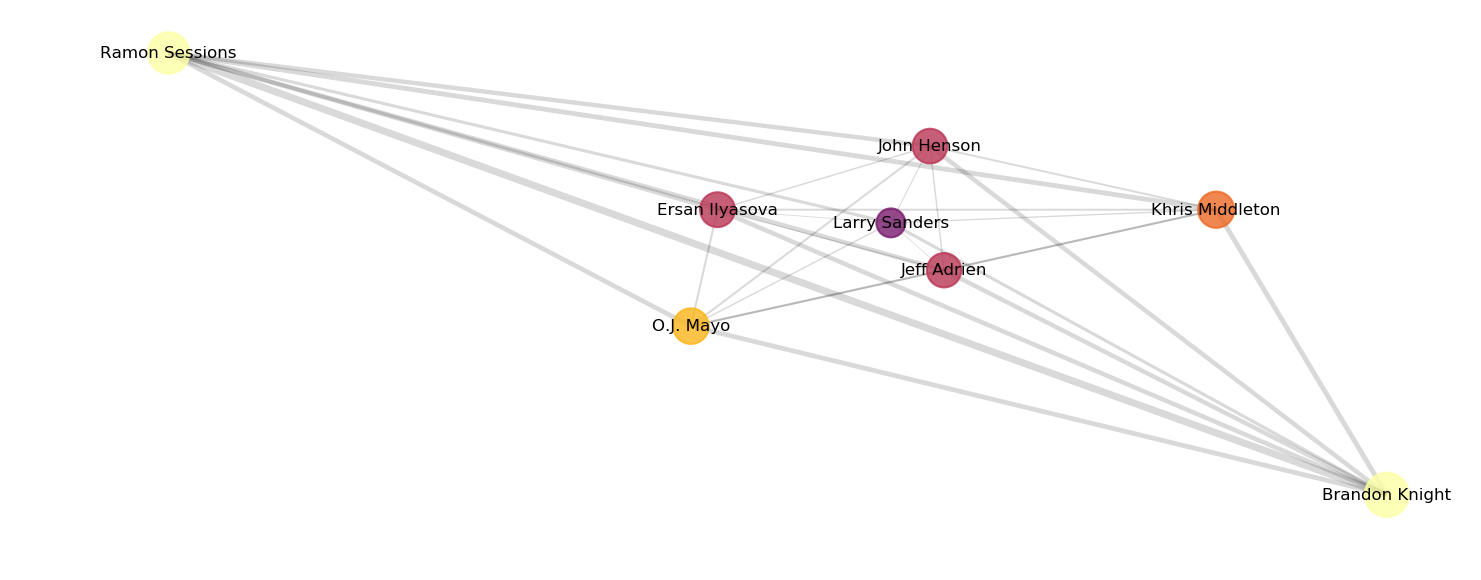 Ramon Sessions
John Henson
Ersan Ilyasova
Khris Middleton
Larry Sanders
Jeff Adrien
O.J. Mayo
Brandon Knight